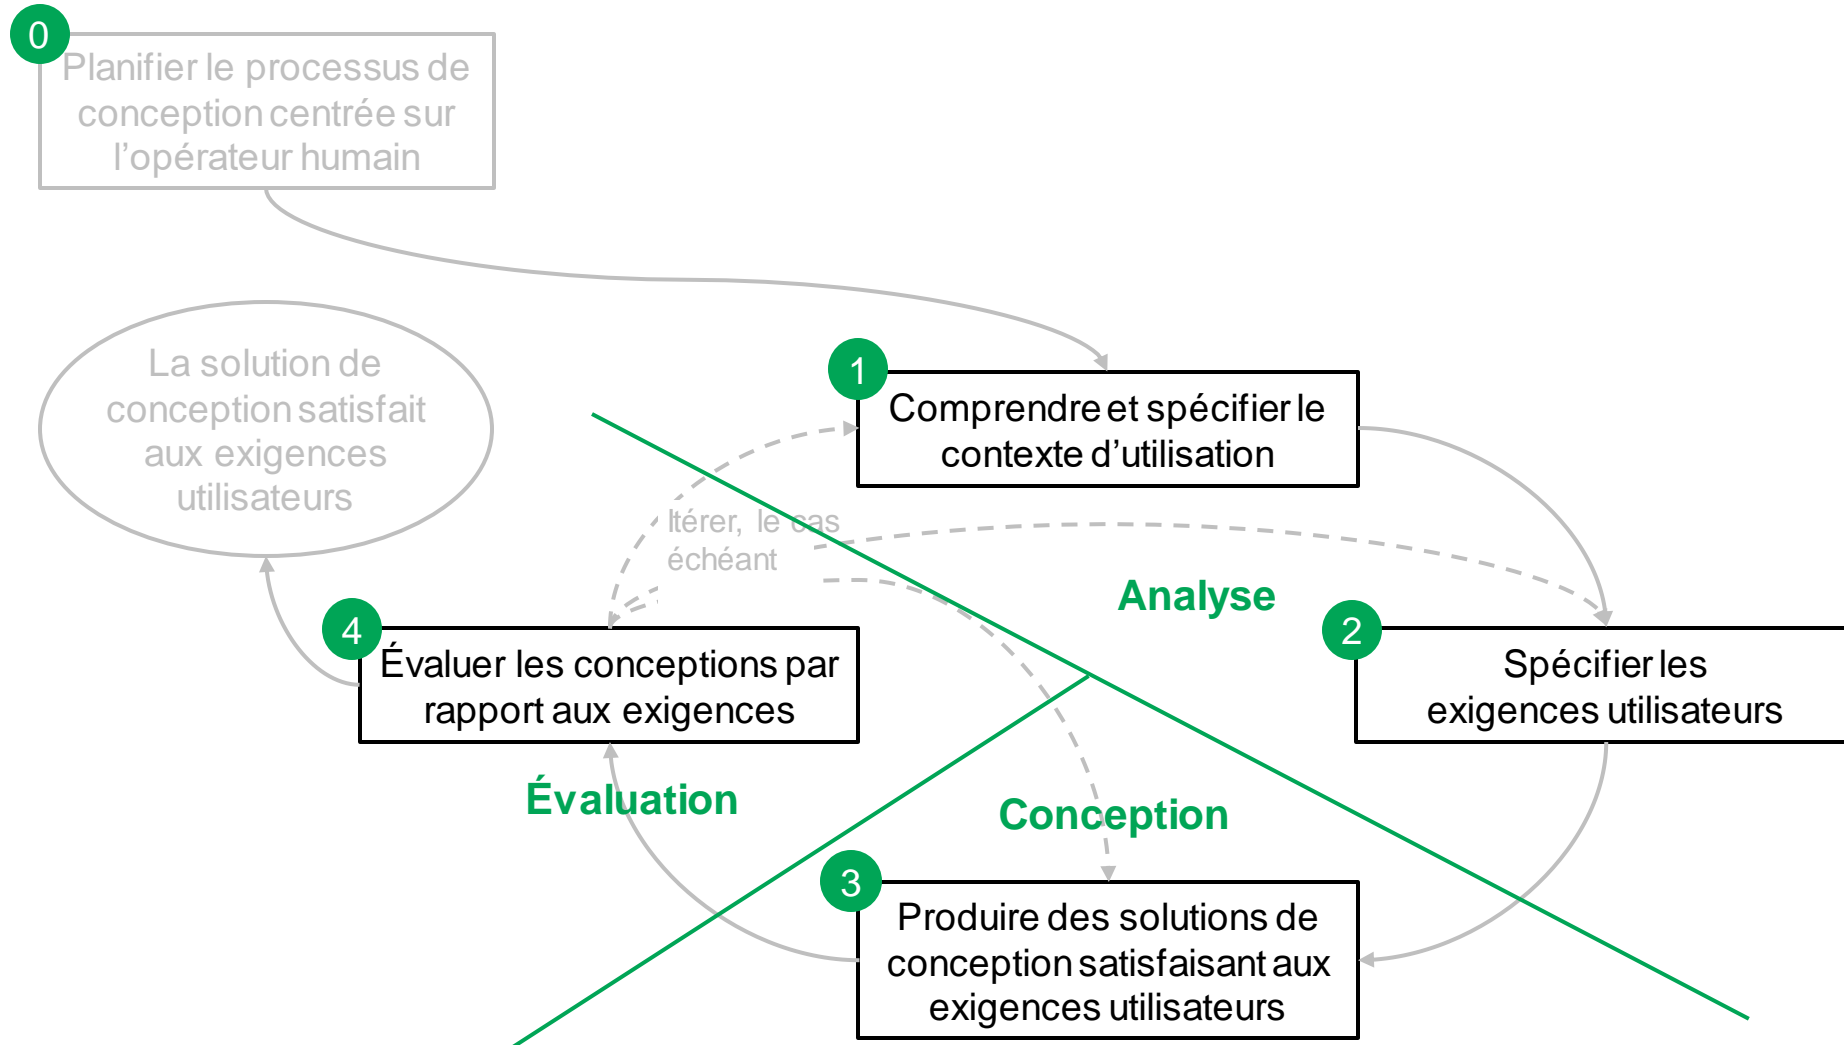 0
Planifier le processus de
conception centrée sur
l’opérateur humain
La solution de
conception satisfait
aux exigences
utilisateurs
1
Comprendre et spécifier le
contexte d’utilisation
Itérer, le cas
échéant
Analyse
2
Spécifier les
exigences utilisateurs
4
Évaluer les conceptions par
rapport aux exigences
Évaluation
Conception
3
Produire des solutions de
conception satisfaisant aux
exigences utilisateurs